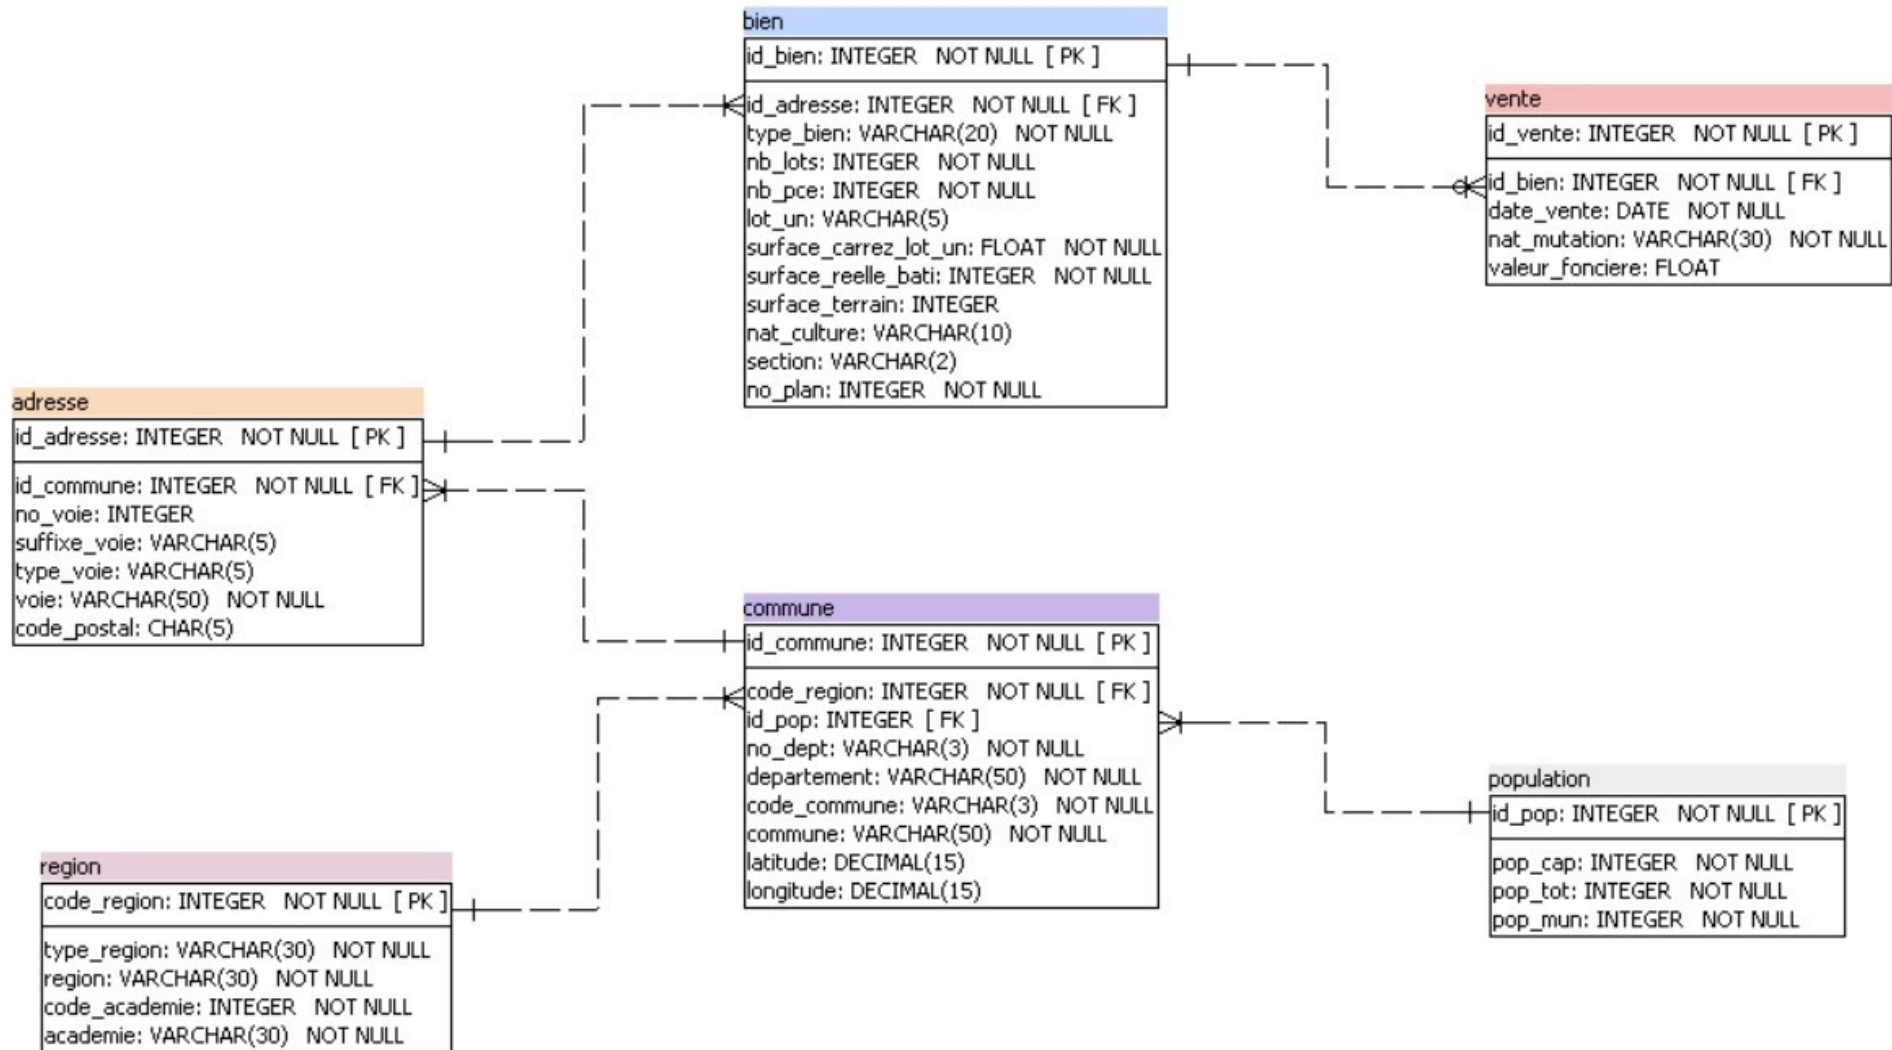 bien
id_bien: INTEGER NOT NULL [ PK ]
id_adresse: INTEGER NOT NULL [ FK ]
type_bien: VARCHAR(20) NOT NULL
nb_lots: INTEGER NOT NULL
nb_pce: INTEGER NOT NULL
lot_un: VARCHAR(5)
surface_carrez_lot_un: FLOAT NOT NULL
surface_reelle_bati: INTEGER NOT NULL
surface_terrain: INTEGER
nat_culture: VARCHAR(10)
section: VARCHAR(2)
no_plan: INTEGER NOT NULL
vente
id_vente: INTEGER NOT NULL [ PK ]
id_bien: INTEGER NOT NULL [ FK ]
date_vente: DATE NOT NULL
nat_mutation: VARCHAR(30) NOT NULL
valeur_fonciere: FLOAT
adresse
id_adresse: INTEGER NOT NULL [ PK ]
id_commune: INTEGER NOT NULL [ FK ]
no_voie: INTEGER
suffixe_voie: VARCHAR(5)
type_voie: VARCHAR(5)
voie: VARCHAR(50) NOT NULL
code_postal: CHAR(5)
commune
id_commune: INTEGER NOT NULL [ PK ]
code_region: INTEGER NOT NULL [ FK ]
id_pop: INTEGER [ FK ]
no_dept: VARCHAR(3) NOT NULL
departement: VARCHAR(50) NOT NULL
code_commune: VARCHAR(3) NOT NULL
commune: VARCHAR(50) NOT NULL
latitude: DECIMAL(15)
longitude: DECIMAL(15)
population
id_pop: INTEGER NOT NULL [ PK ]
pop_cap: INTEGER NOT NULL
pop_tot: INTEGER NOT NULL
pop_mun: INTEGER NOT NULL
region
code_region: INTEGER NOT NULL [ PK ]
type_region: VARCHAR(30) NOT NULL
region: VARCHAR(30) NOT NULL
code_academie: INTEGER NOT NULL
academie: VARCHAR(30) NOT NULL